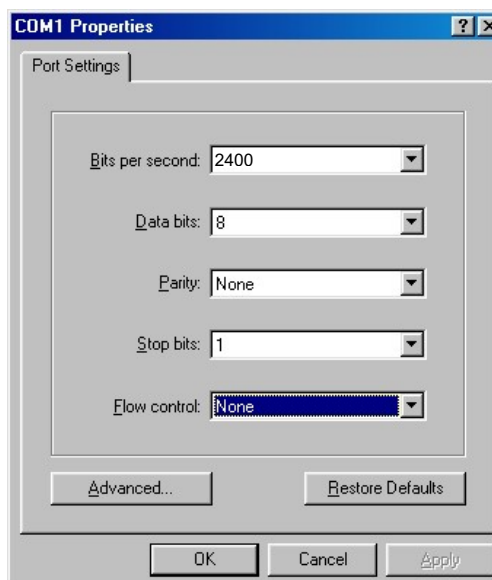 COM1 Properties
Port Settings
Bits per second: 2400
Data bits: 8
Parity: None
Stop bits: 1
Flow control: None
Advanced... Restore Defaults
OK Cancel Apply